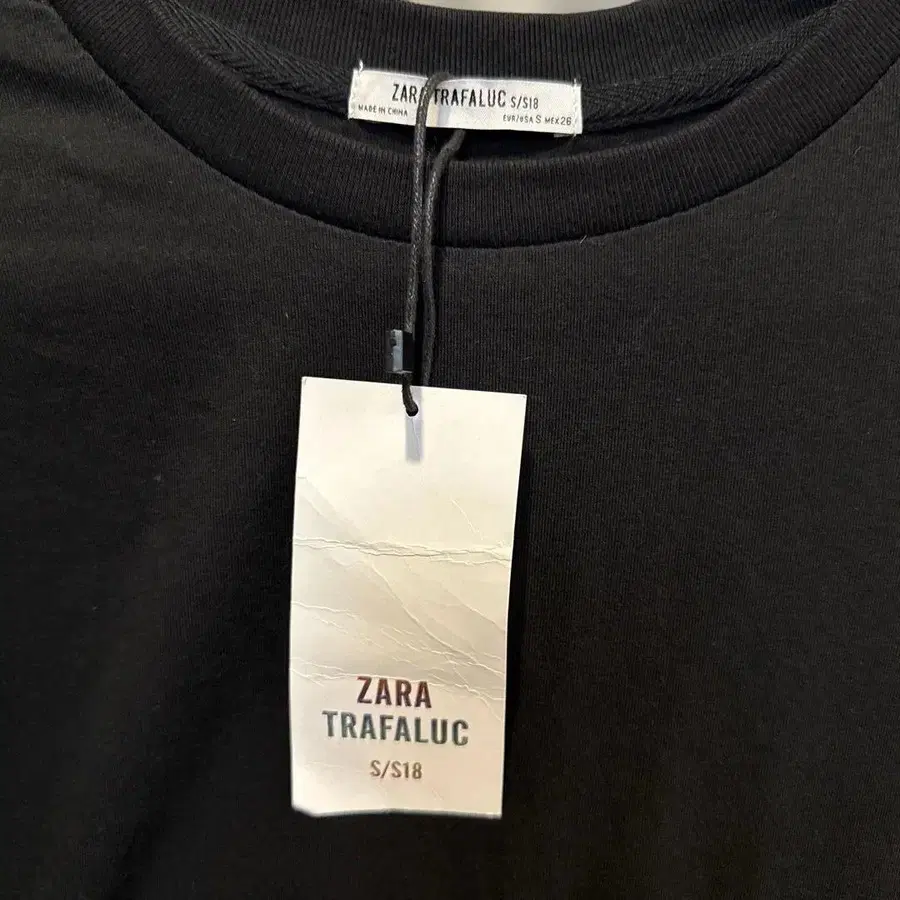 ZARA TRAFALUC S/S18
MADE IN CHINA
EUR/USA S MEX 26
ZARA
TRAFALUC
S/S18